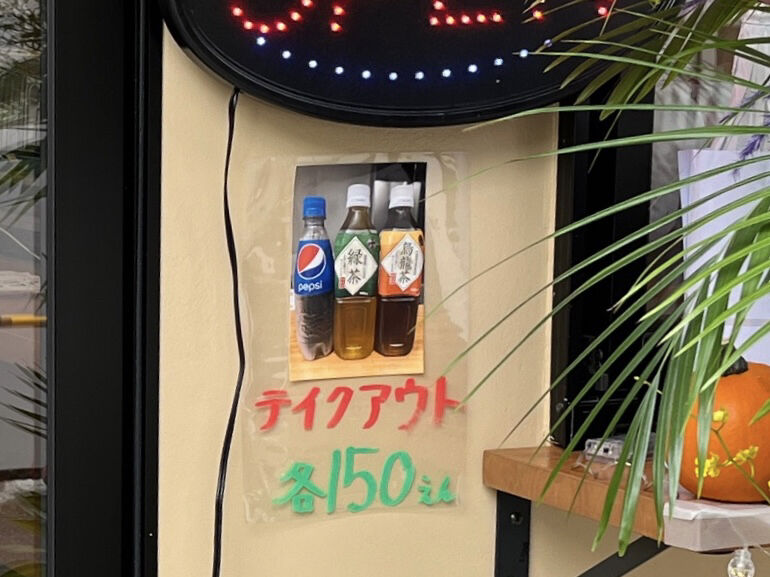 pepsi
緑茶
烏龍茶
テイクアウト
各150えん